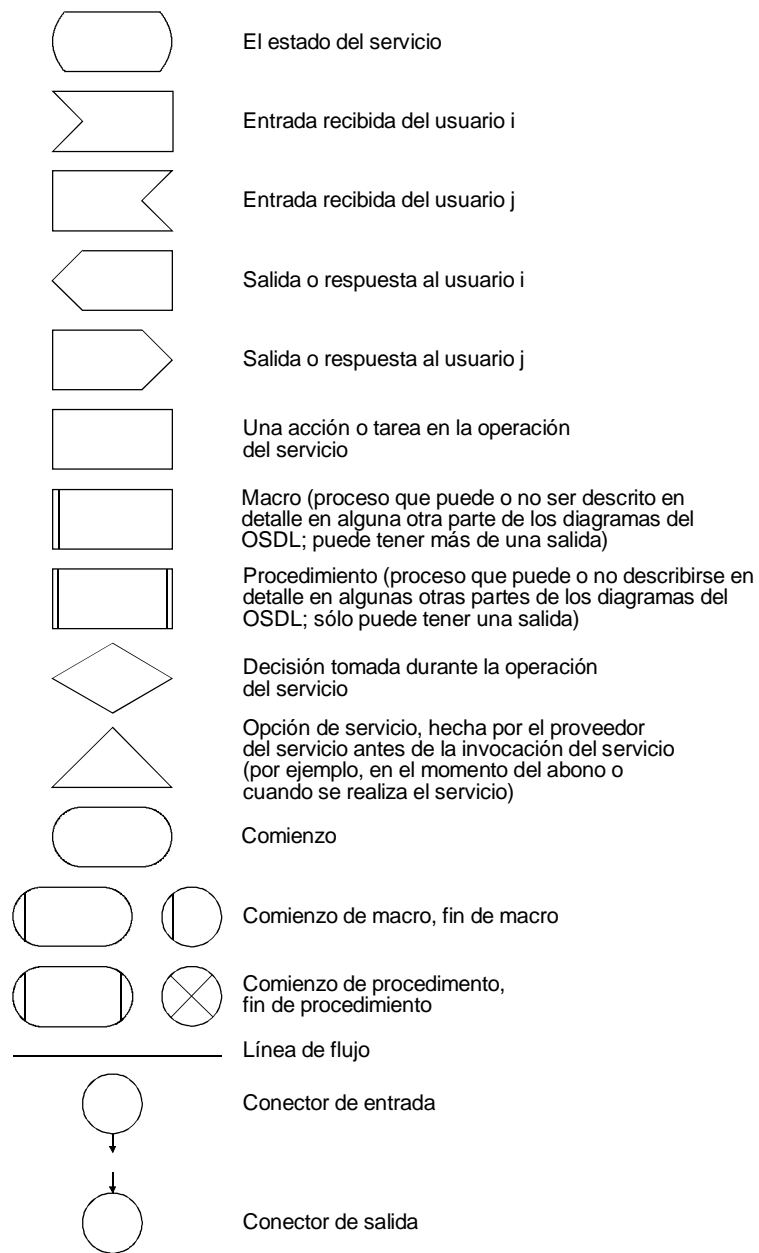 El estado del servicio
Entrada recibida del usuario i
Entrada recibida del usuario j
Salida o respuesta al usuario i
Salida o respuesta al usuario j
Una acción o tarea en la operación
del servicio
Macro (proceso que puede o no ser descrito en
detalle en alguna otra parte de los diagramas del
OSDL; puede tener más de una salida)
Procedimiento (proceso que puede o no describirse en
detalle en algunas otras partes de los diagramas del
OSDL; sólo puede tener una salida)
Decisión tomada durante la operación
del servicio
Opción de servicio, hecha por el proveedor
del servicio antes de la invocación del servicio
(por ejemplo, en el momento del abono o
cuando se realiza el servicio)
Comienzo
Comienzo de macro, fin de macro
Comienzo de procedimento,
fin de procedimiento
Línea de flujo
Conector de entrada
Conector de salida